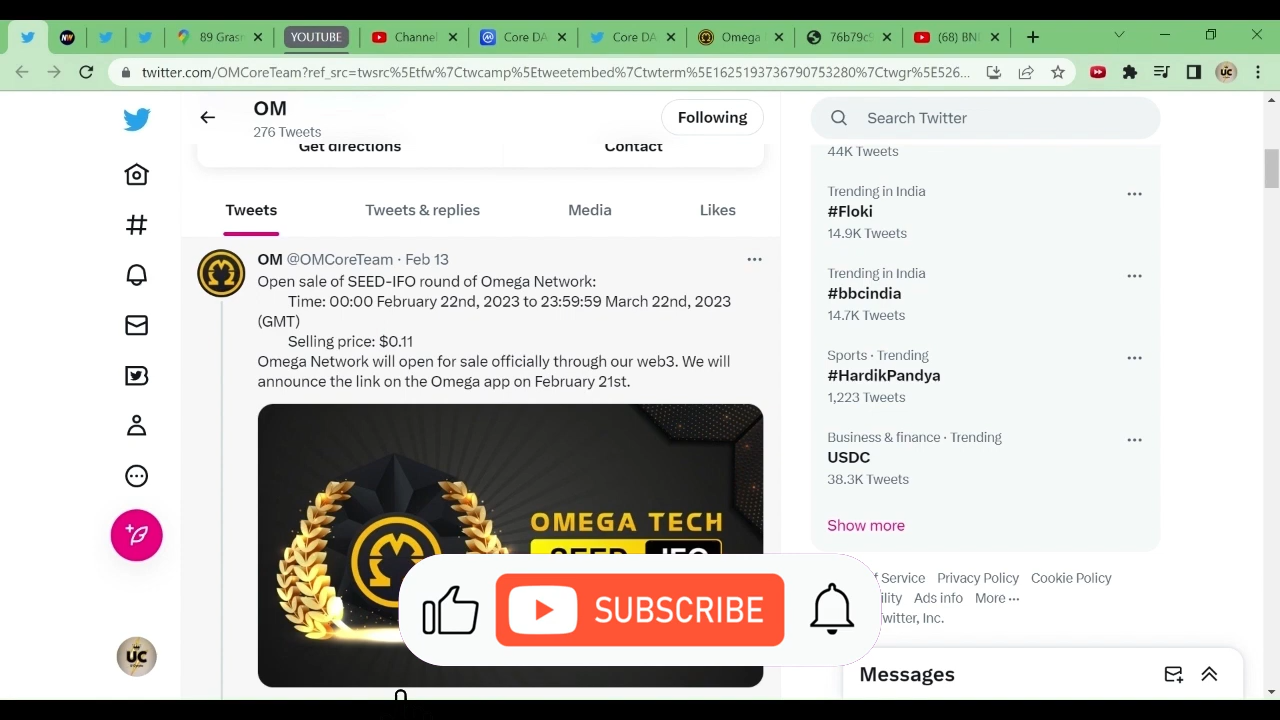 89 Gras
YOUTUBE
Channel
Core DA
Core DA
Omega
76b79c
(68) BN
twitter.com/OMCoreTeam?ref_src=twsrc%5Etfw%7Ctwcamp%5Etweetembed%7Ctwterm%5E1625193736790753280%7Ctwgr%5E526...
UC
OM
276 Tweets
Following
Search Twitter
Get directions
Contact
44K Tweets
Tweets
Tweets & replies
Media
Likes
Trending in India
#Floki
14.9K Tweets
OM @OMCoreTeam · Feb 13
Open sale of SEED-IFO round of Omega Network:
Time: 00:00 February 22nd, 2023 to 23:59:59 March 22nd, 2023
(GMT)
Selling price: $0.11
Omega Network will open for sale officially through our web3. We will
announce the link on the Omega app on February 21st.
Trending in India
#bbcindia
14.7K Tweets
Sports · Trending
#HardikPandya
1,223 Tweets
Business & finance · Trending
USDC
38.3K Tweets
Show more
OMEGA TECH
SEED IFO
SUBSCRIBE
f Service Privacy Policy Cookie Policy
ility Ads info More ···
Twitter, Inc.
UC
Messages